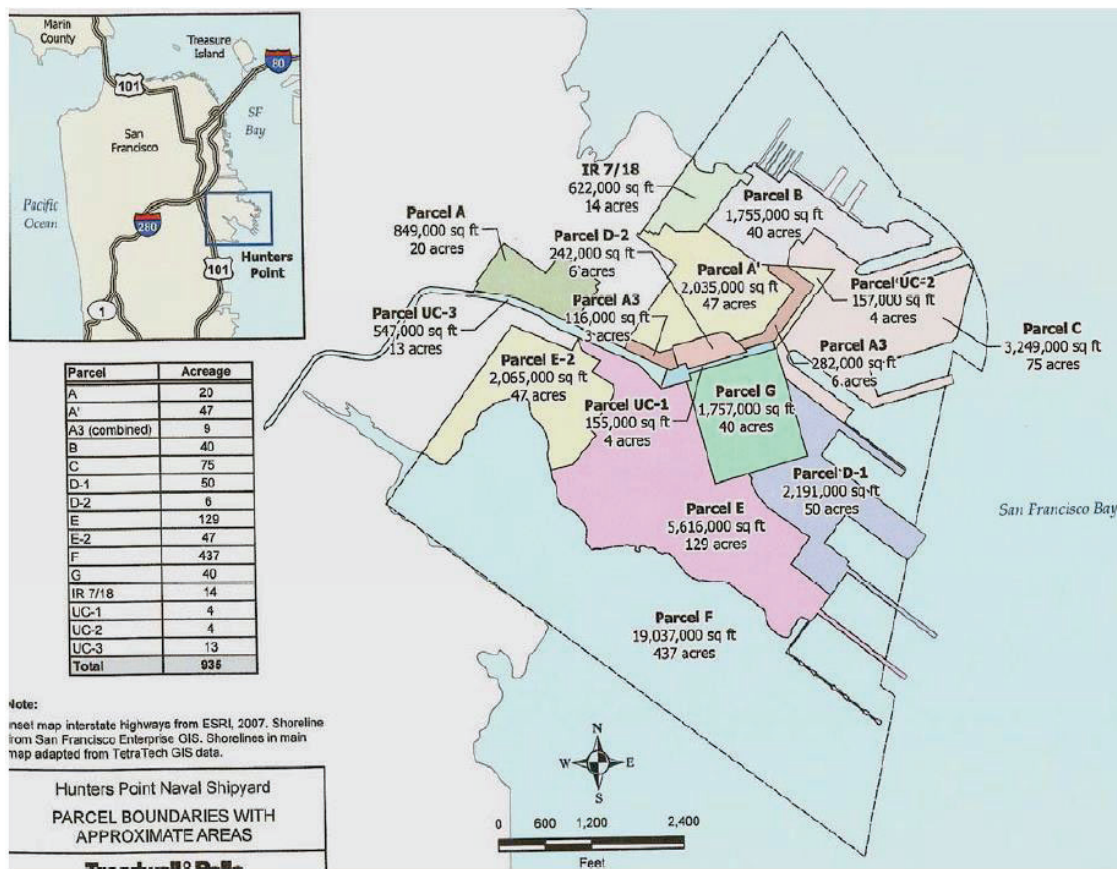 Marin
County
Treasure
Island
80
101
SF
Bay
San
Francisco
Pacific
Ocean
280
Hunters
Point
101
1
IR 7/18
622,000 sq ft
14 acres
Parcel B
1,755,000 sq ft
40 acres
Parcel A
849,000 sq ft
20 acres
Parcel D-2
242,000 sq ft
6 acres
Parcel A'
2,035,000 sq ft
47 acres
Parcel UC-2
157,000 sq ft
4 acres
Parcel A3
116,000 sq ft
3 acres
Parcel UC-3
547,000 sq ft
13 acres
Parcel C
3,249,000 sq ft
75 acres
Parcel A3
282,000 sq ft
6 acres
Parcel E-2
2,065,000 sq ft
47 acres
Parcel G
1,757,000 sq ft
40 acres
Parcel UC-1
155,000 sq ft
4 acres
Parcel D-1
2,191,000 sq ft
50 acres
Parcel E
5,616,000 sq ft
129 acres
San Francisco Bay
Parcel F
19,037,000 sq ft
437 acres
Parcel Acreage
A 20
A' 47
A3 (combined) 9
B 40
C 75
D-1 50
D-2 6
E 129
E-2 47
F 437
G 40
IR 7/18 14
UC-1 4
UC-2 4
UC-3 13
Total 935
Note:
nset map interstate highways from ESRI, 2007. Shoreline
from San Francisco Enterprise GIS. Shorelines in main
map adapted from TetraTech GIS data.
N
W E
S
0 600 1,200 2,400
Feet
Hunters Point Naval Shipyard
PARCEL BOUNDARIES WITH
APPROXIMATE AREAS